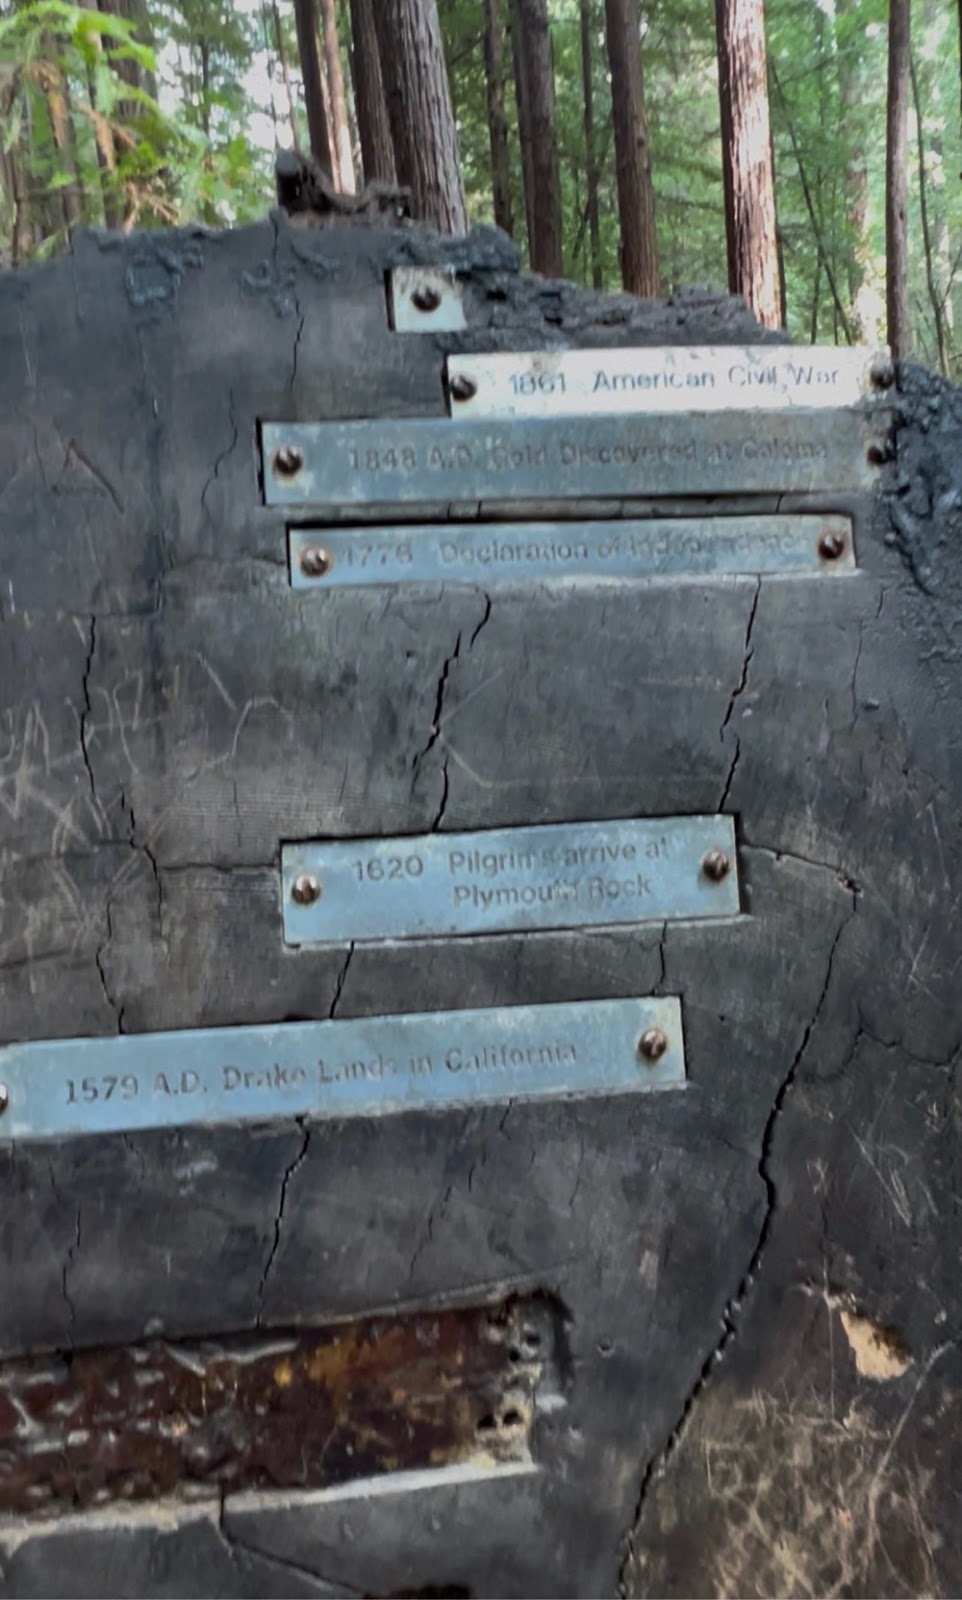 1861 American Civil War
1848 A.D. Gold Discovered at Coloma
1776 Declaration of Independence
1620 Pilgrims arrive at
Plymouth Rock
1579 A.D. Drake Lands in California